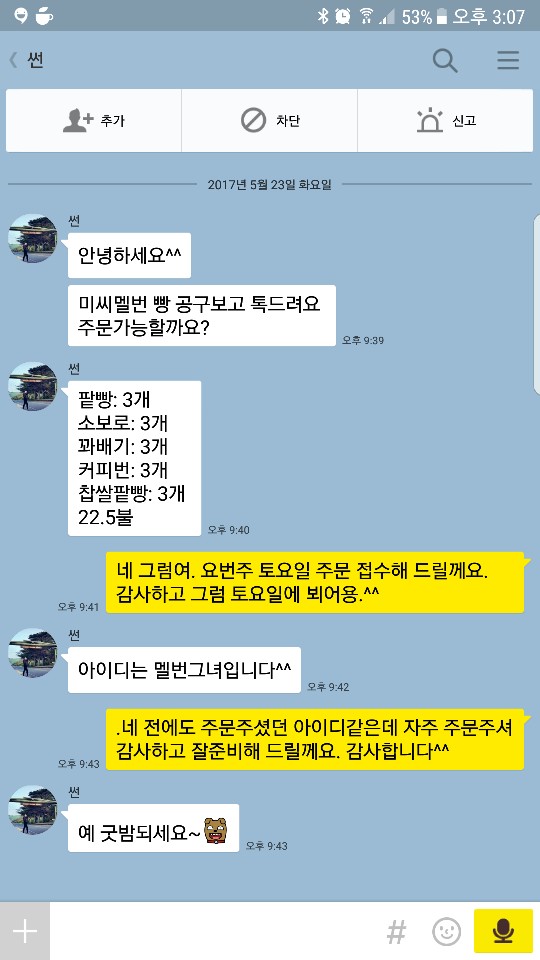 53% 오후 3:07
썬
추가
차단
신고
2017년 5월 23일 화요일
썬
안녕하세요^^
미씨멜번 빵 공구보고 톡드려요
주문가능할까요?
오후 9:39
썬
팥빵: 3개
소보로: 3개
꽈배기: 3개
커피번: 3개
찹쌀팥빵: 3개
22.5불
오후 9:40
네 그럼여. 요번주 토요일 주문 접수해 드릴께요.
감사하고 그럼 토요일에 뵈어용.^^
오후 9:41
썬
아이디는 멜번그녀입니다^^
오후 9:42
.네 전에도 주문주셨던 아이디같은데 자주 주문주셔
감사하고 잘준비해 드릴께요. 감사합니다^^
오후 9:43
썬
예 굿밤되세요~
오후 9:43
#